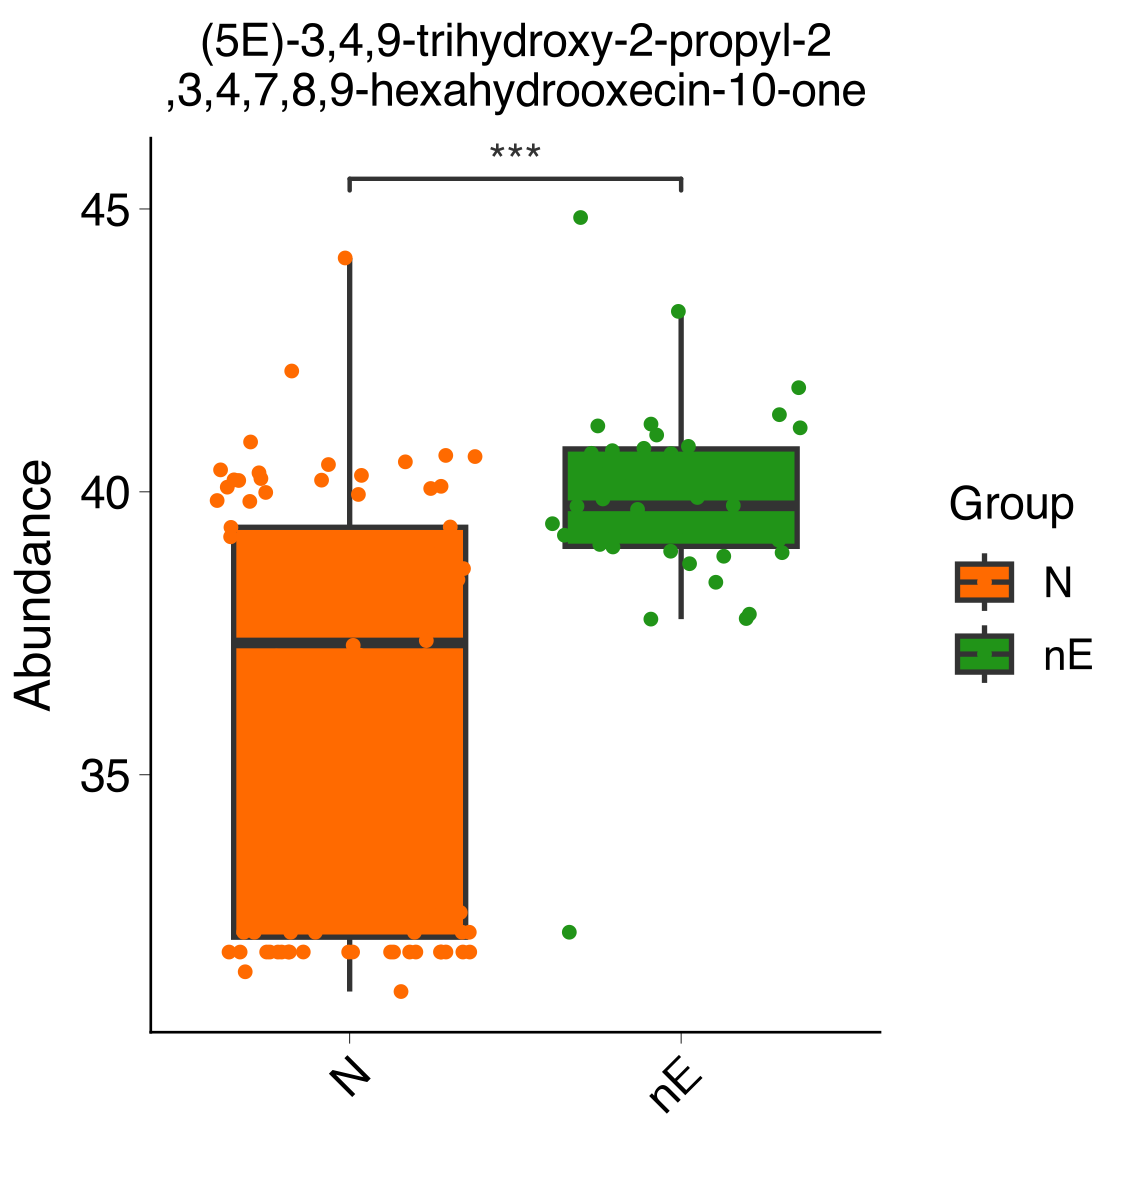 (5E)-3,4,9-trihydroxy-2-propyl-2
,3,4,7,8,9-hexahydrooxecin-10-one
***
45
40
35
Abundance
N
nE
Group
N
nE